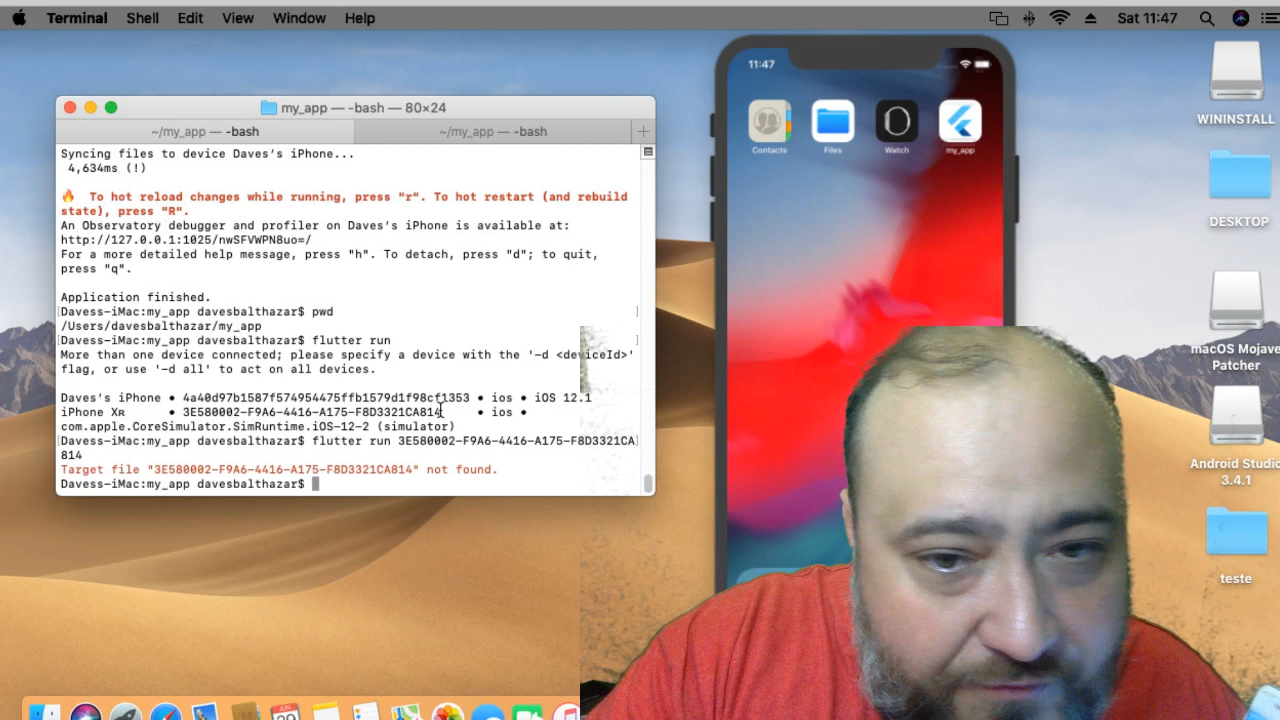 Terminal Shell Edit View Window Help Sat 11:47
my_app — -bash — 80×24
~/my_app — -bash ~/my_app — -bash
Syncing files to device Daves's iPhone...
4,634ms (!)
🔥 To hot reload changes while running, press "r". To hot restart (and rebuild
state), press "R".
An Observatory debugger and profiler on Daves's iPhone is available at:
http://127.0.0.1:1025/nwSFVWPN8uo=/
For a more detailed help message, press "h". To detach, press "d"; to quit,
press "q".
Application finished.
[Davess-iMac:my_app davesbalthazar$ pwd ]
/Users/davesbalthazar/my_app
[Davess-iMac:my_app davesbalthazar$ flutter run ]
More than one device connected; please specify a device with the '-d <deviceId>'
flag, or use '-d all' to act on all devices.
Daves's iPhone • 4a40d97b1587f574954475ffb1579d1f98cf1353 • ios • iOS 12.1
iPhone Xʀ • 3E580002-F9A6-4416-A175-F8D3321CA814 • ios •
com.apple.CoreSimulator.SimRuntime.iOS-12-2 (simulator)
[Davess-iMac:my_app davesbalthazar$ flutter run 3E580002-F9A6-4416-A175-F8D3321CA]
814
Target file "3E580002-F9A6-4416-A175-F8D3321CA814" not found.
Davess-iMac:my_app davesbalthazar$
11:47
Contacts Files Watch my_app
WININSTALL
DESKTOP
macOS Mojave
Patcher
Android Studio
3.4.1
teste